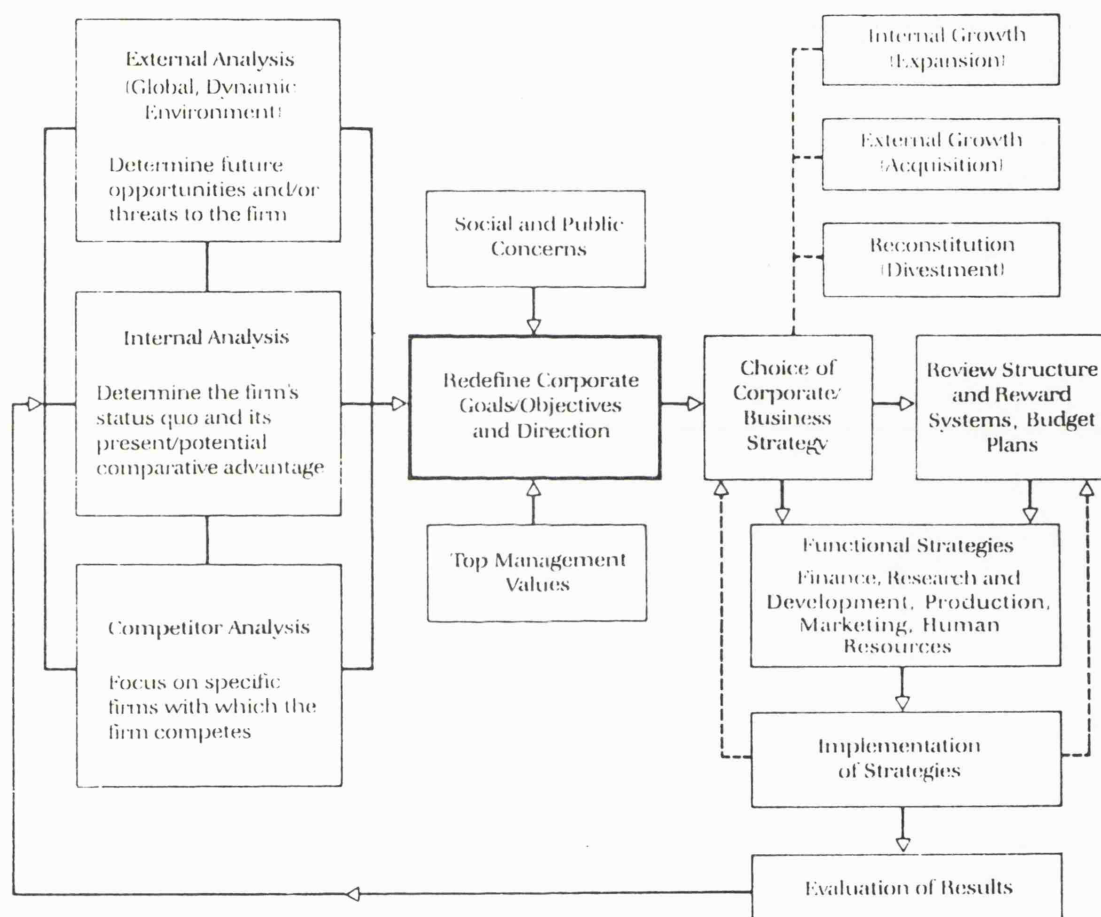 External Analysis
(Global, Dynamic
Environment)
Determine future
opportunities and/or
threats to the firm
Internal Analysis
Determine the firm's
status quo and its
present/potential
comparative advantage
Competitor Analysis
Focus on specific
firms with which the
firm competes
Social and Public
Concerns
Redefine Corporate
Goals/Objectives
and Direction
Top Management
Values
Internal Growth
(Expansion)
External Growth
(Acquisition)
Reconstitution
(Divestment)
Choice of
Corporate/
Business
Strategy
Review Structure
and Reward
Systems, Budget
Plans
Functional Strategies
Finance, Research and
Development, Production,
Marketing, Human
Resources
Implementation
of Strategies
Evaluation of Results